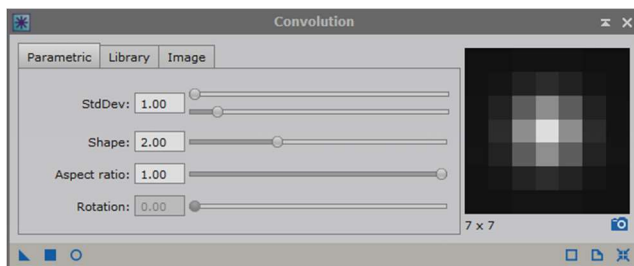 Convolution
Parametric Library Image
StdDev: 1.00
Shape: 2.00
Aspect ratio: 1.00
Rotation: 0.00
7 x 7